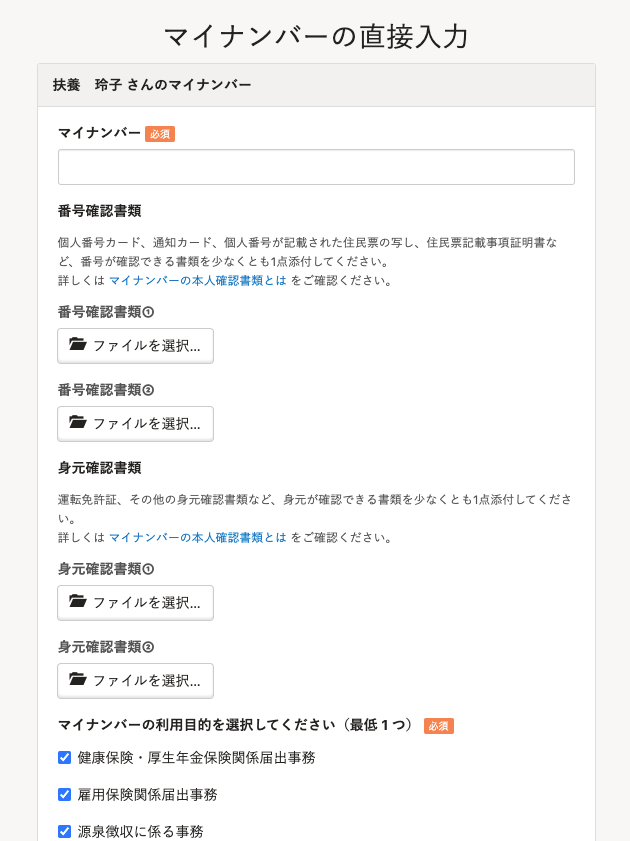 マイナンバーの直接入力
扶養　玲子 さんのマイナンバー
マイナンバー 必須
番号確認書類
個人番号カード、通知カード、個人番号が記載された住民票の写し、住民票記載事項証明書な
ど、番号が確認できる書類を少なくとも1点添付してください。
詳しくは マイナンバーの本人確認書類とは をご確認ください。
番号確認書類①
ファイルを選択...
番号確認書類②
ファイルを選択...
身元確認書類
運転免許証、その他の身元確認書類など、身元が確認できる書類を少なくとも1点添付してくださ
い。
詳しくは マイナンバーの本人確認書類とは をご確認ください。
身元確認書類①
ファイルを選択...
身元確認書類②
ファイルを選択...
マイナンバーの利用目的を選択してください（最低１つ） 必須
健康保険・厚生年金保険関係届出事務
雇用保険関係届出事務
源泉徴収に係る事務